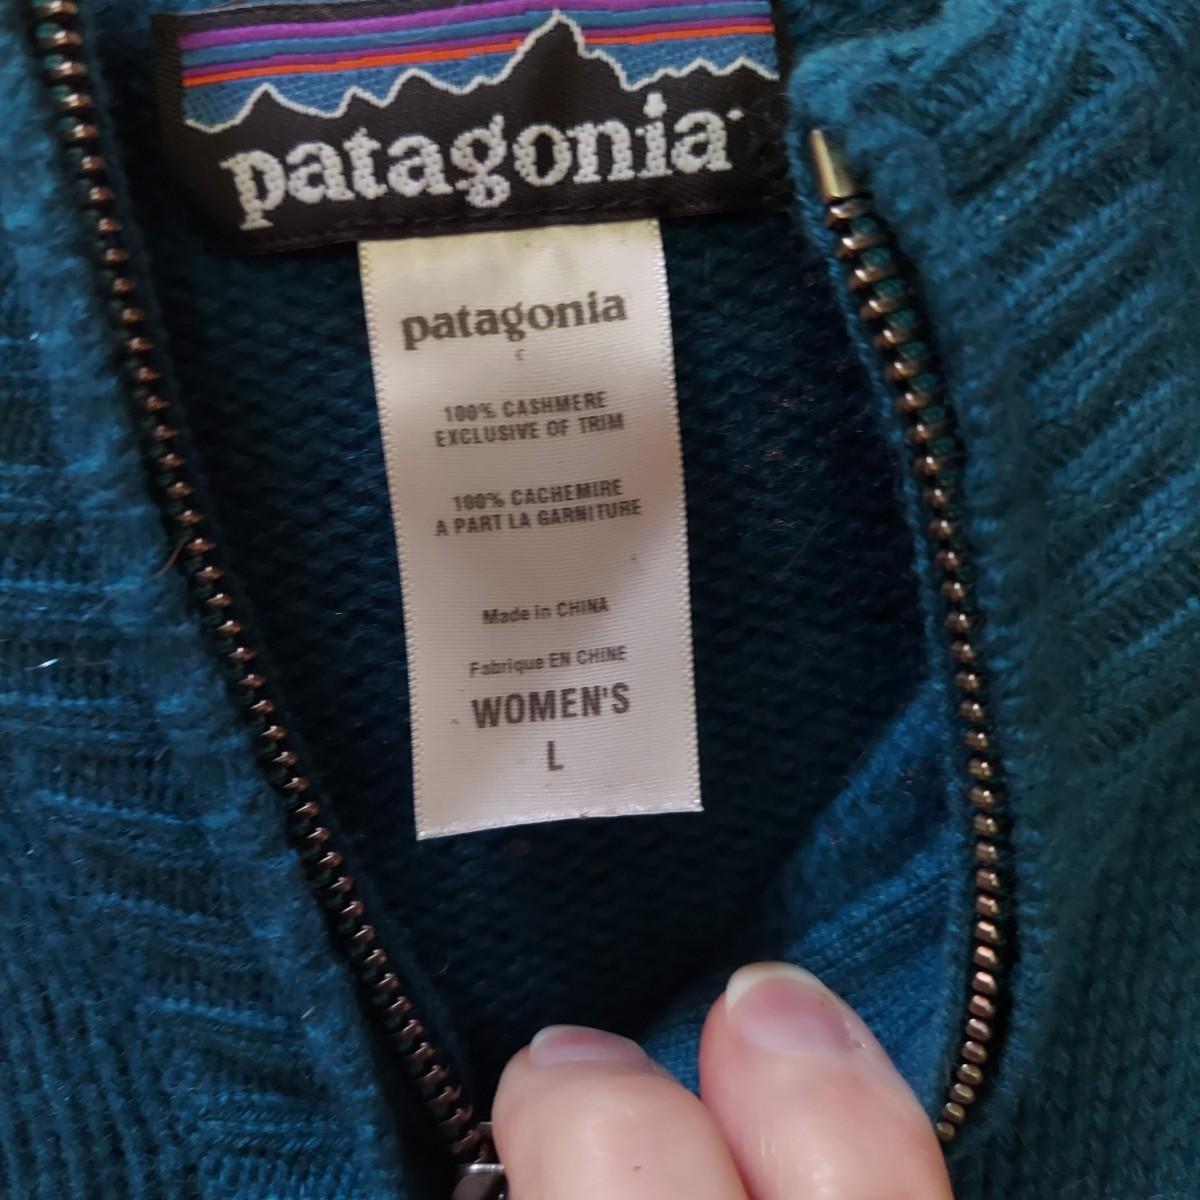 patagonia
patagonia
100% CASHMERE
EXCLUSIVE OF TRIM
100% CACHEMIRE
A PART LA GARNITURE
Made in CHINA
Fabrique EN CHINE
WOMEN'S
L